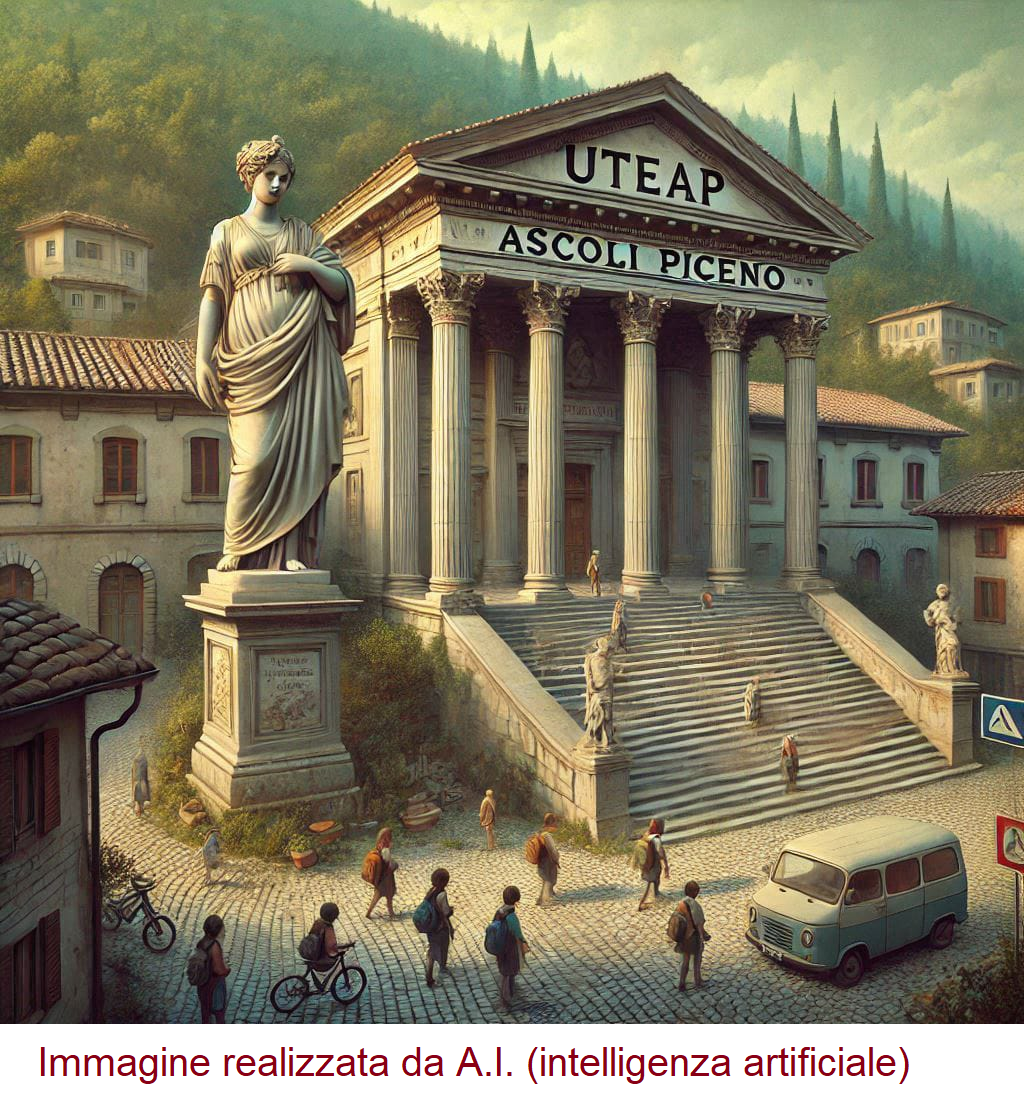 UTEAP
ASCOLI PICENO
Immagine realizzata da A.I. (intelligenza artificiale)